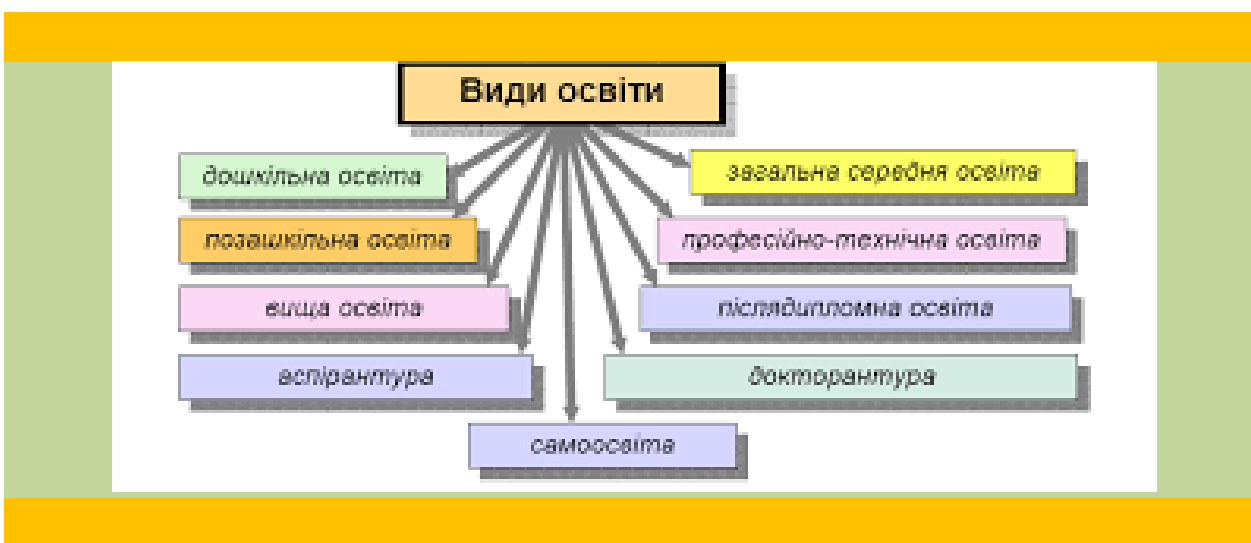 Види освіти
дошкільна освіта
загальна середня освіта
позашкільна освіта
професійно-технічна освіта
вища освіта
післядипломна освіта
аспірантура
докторантура
самоосвіта